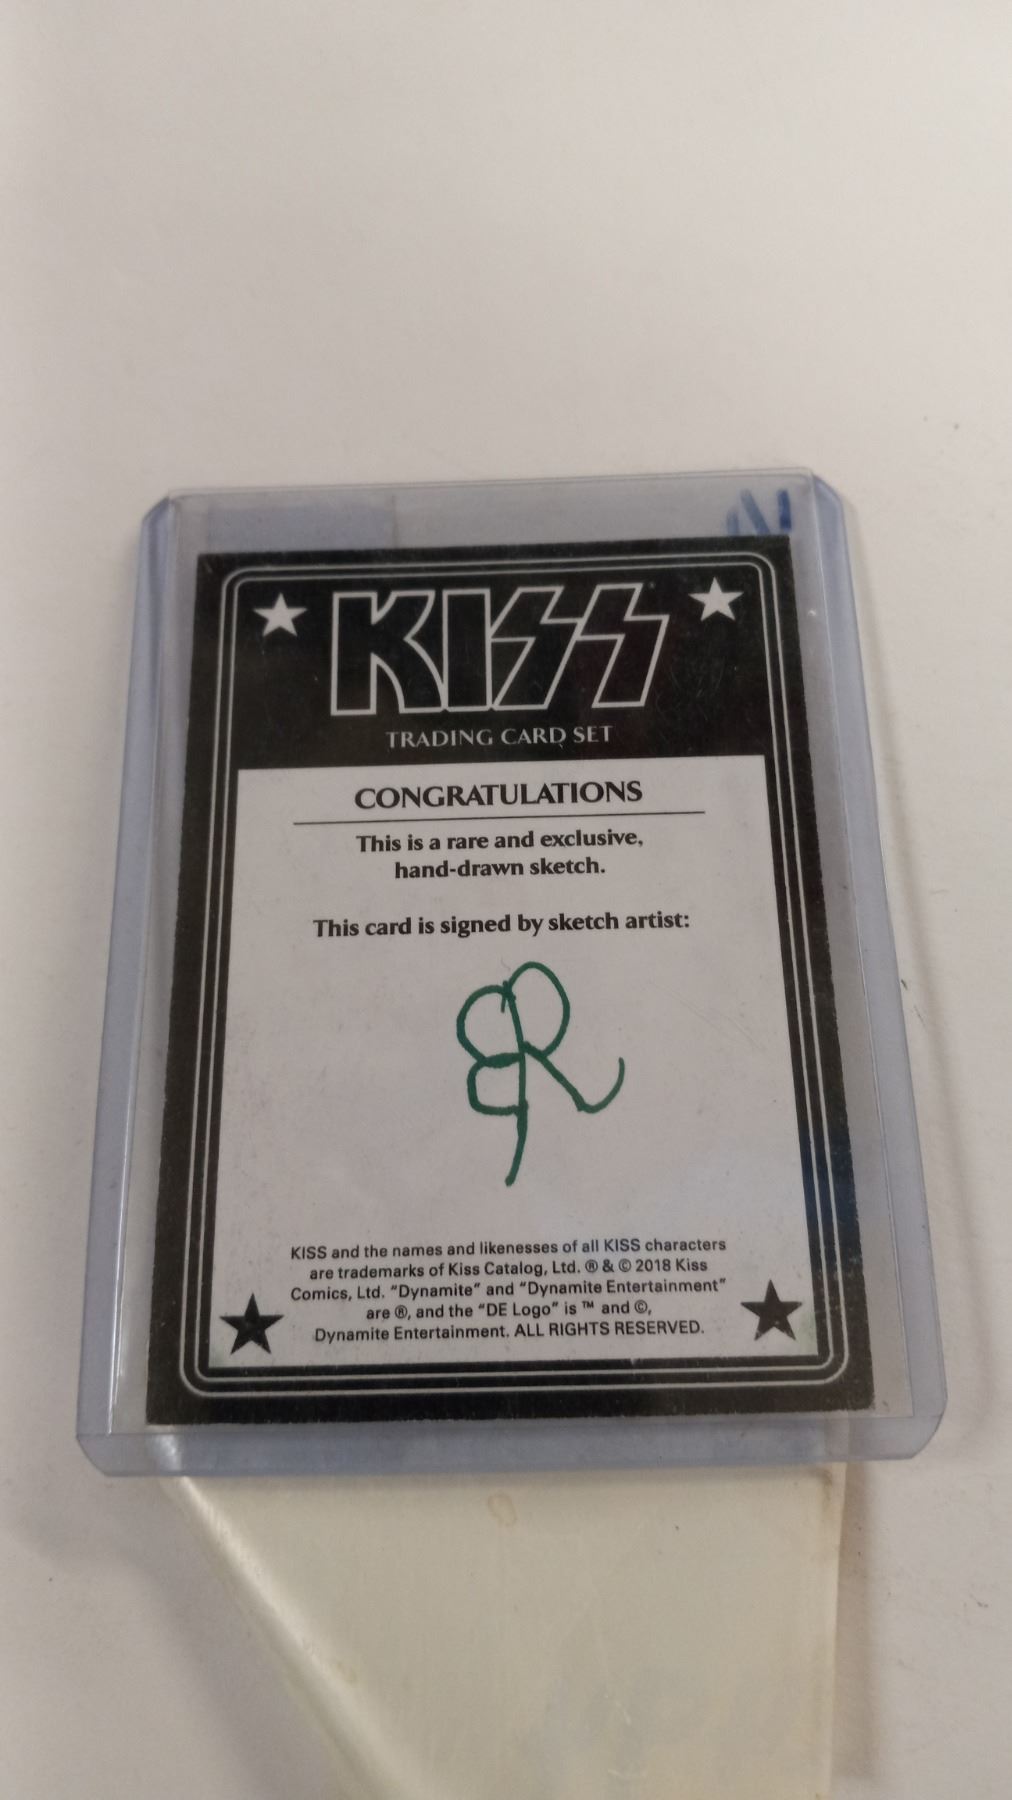 KISS
TRADING CARD SET
CONGRATULATIONS
This is a rare and exclusive,
hand-drawn sketch.
This card is signed by sketch artist:
KISS and the names and likenesses of all KISS characters
are trademarks of Kiss Catalog, Ltd. ® & © 2018 Kiss
Comics, Ltd. "Dynamite" and "Dynamite Entertainment"
are ®, and the "DE Logo" is ™ and ©,
Dynamite Entertainment. ALL RIGHTS RESERVED.